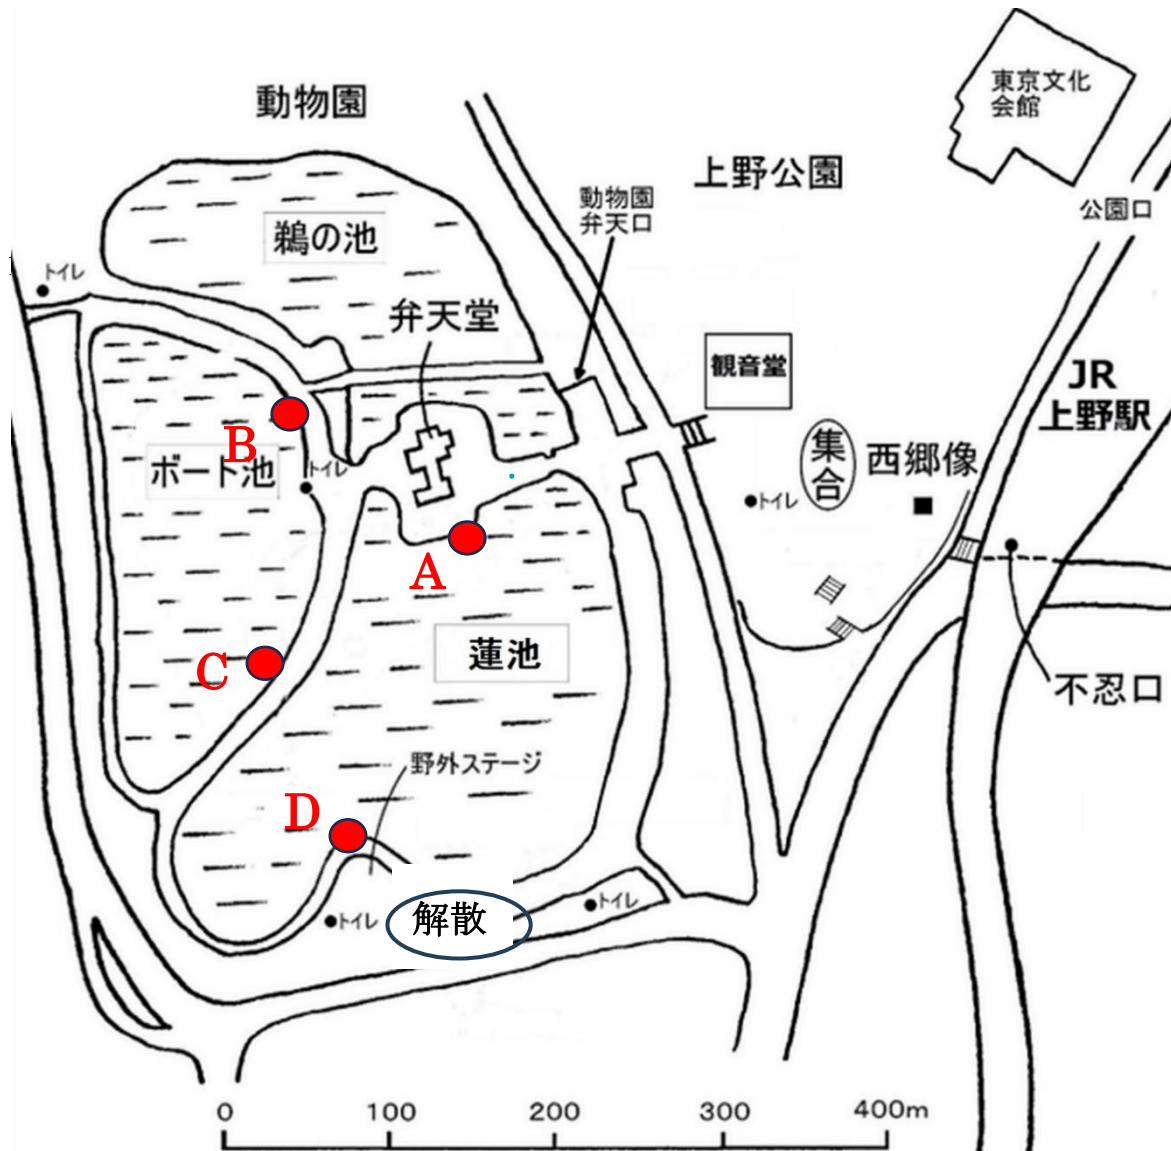 東京文化
会館
動物園
上野公園
動物園
弁天口
公園口
鵜の池
トイレ
弁天堂
観音堂
JR
上野駅
B
ボート池
トイレ
集合
西郷像
トイレ
A
C
蓮池
不忍口
野外ステージ
D
トイレ
解散
トイレ
0 100 200 300 400m